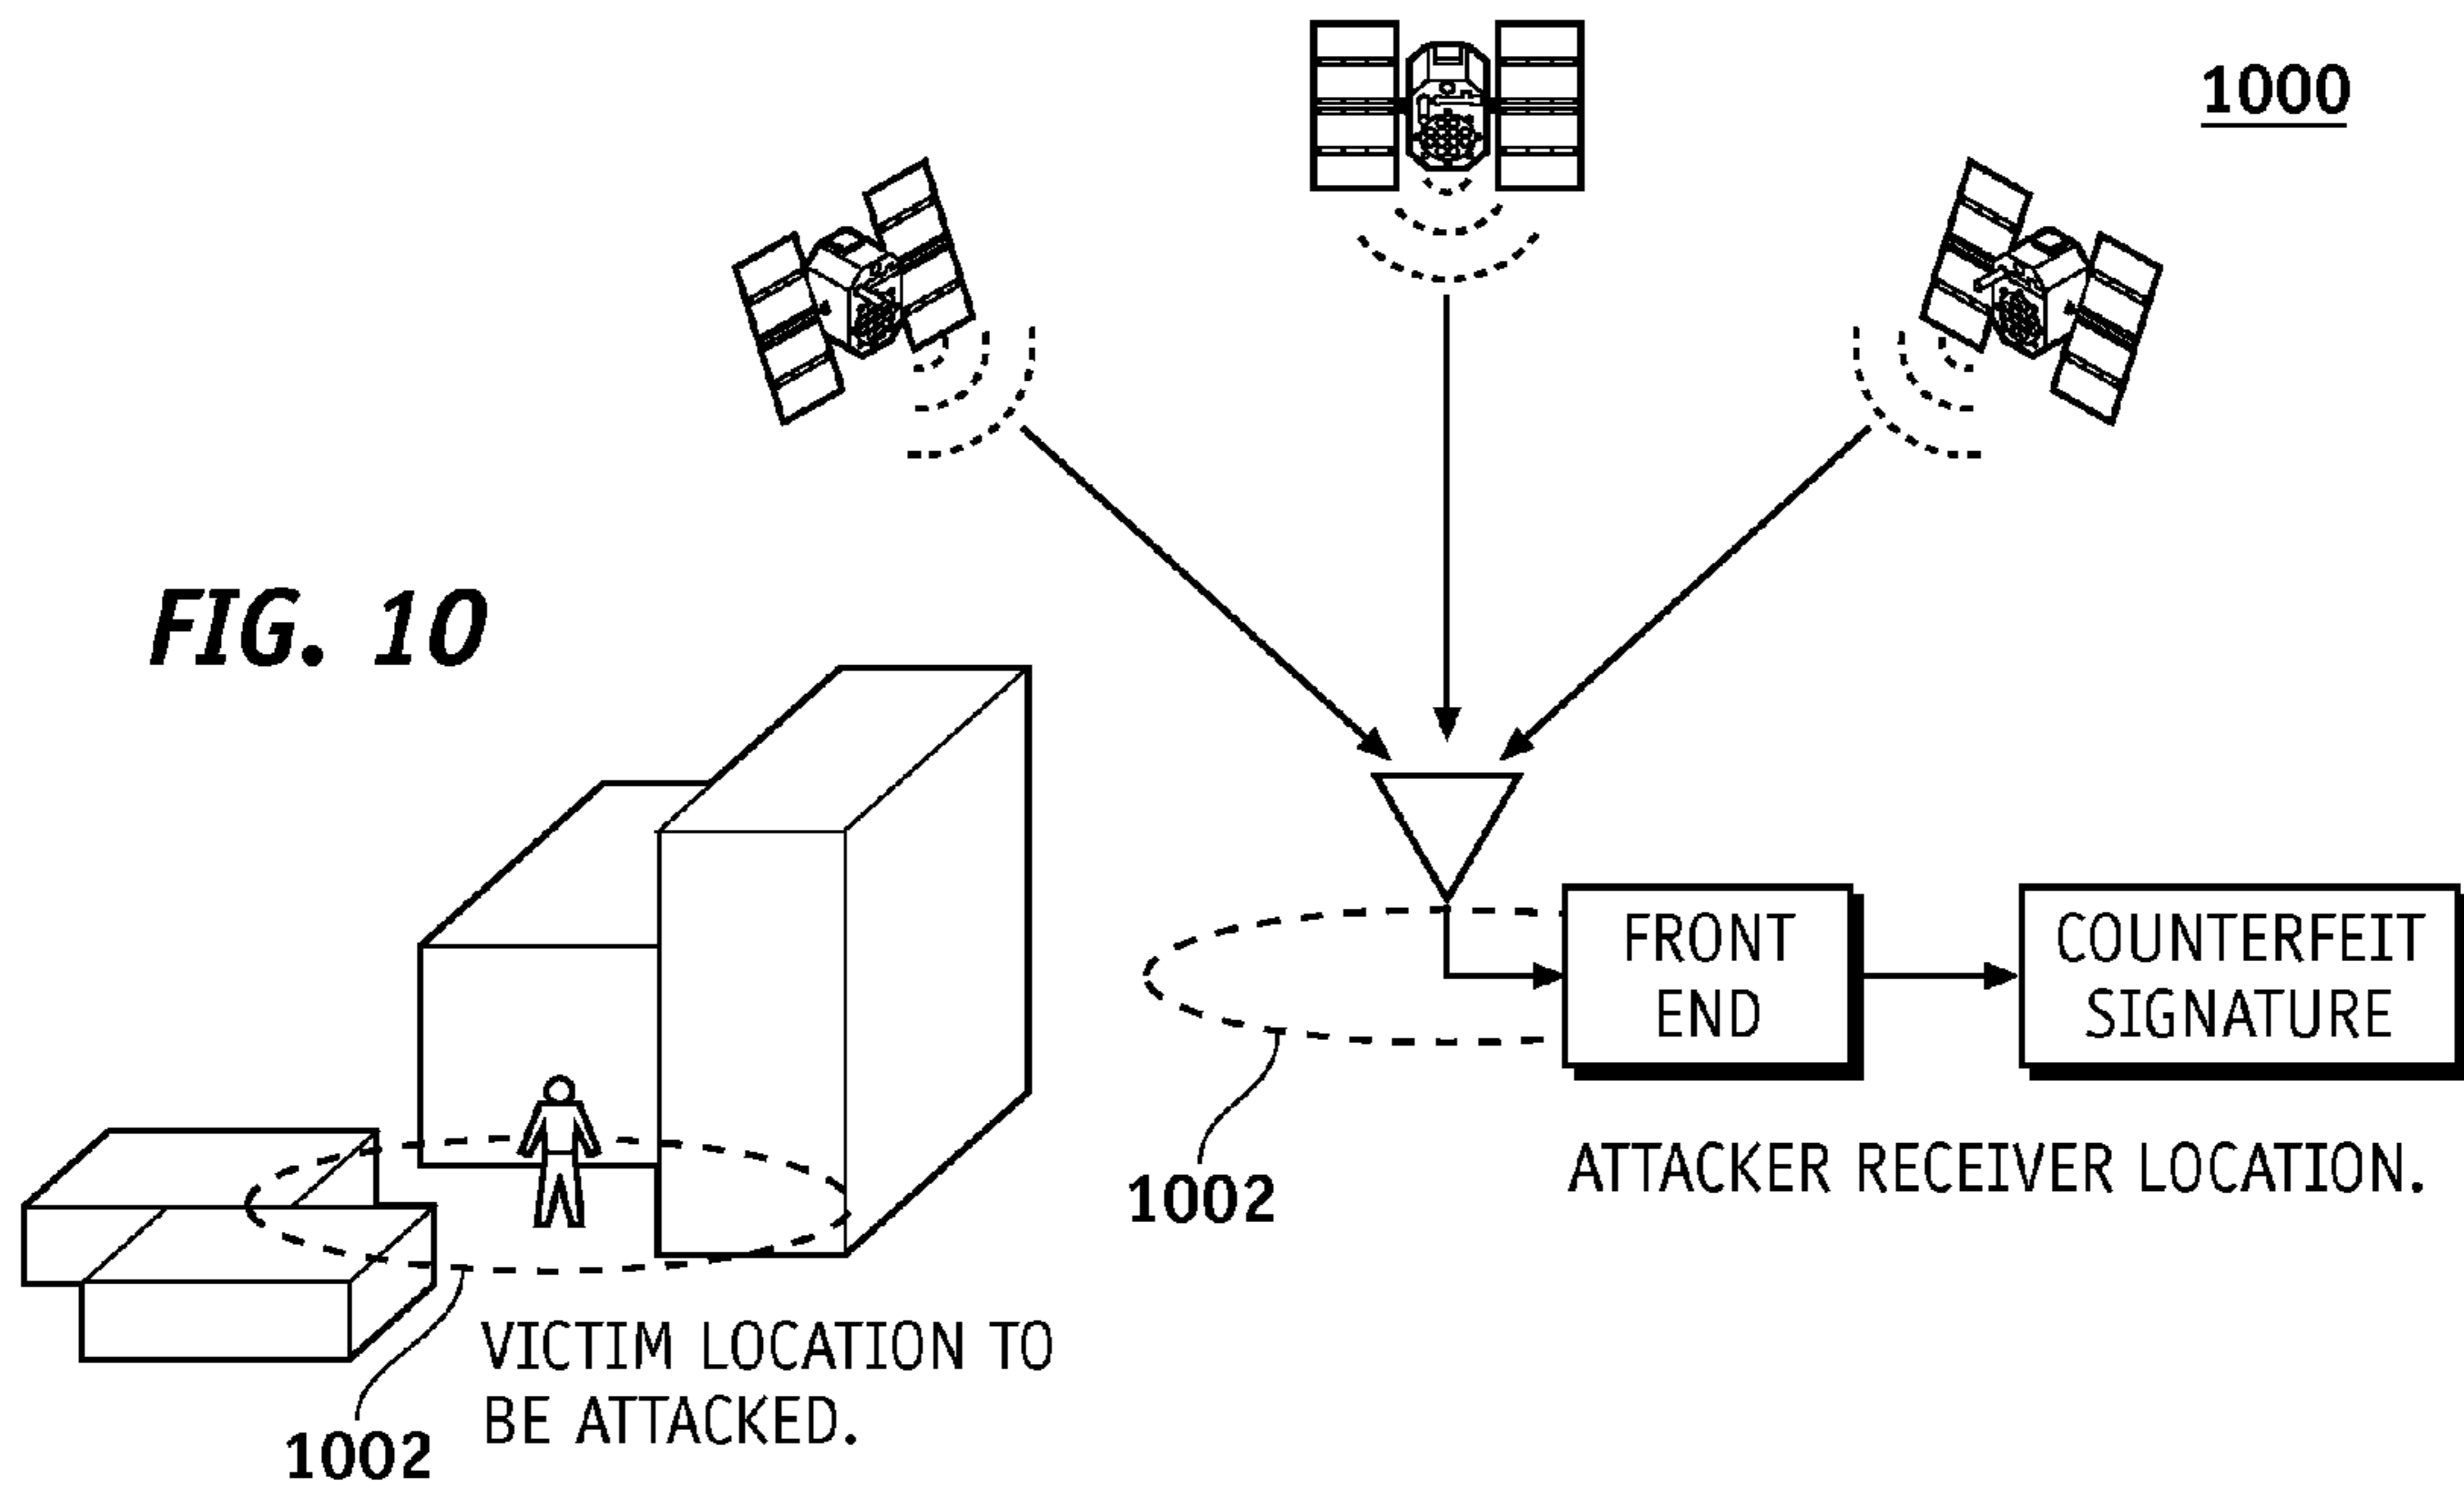 1000
FIG. 10
FRONT
END
COUNTERFEIT
SIGNATURE
1002
ATTACKER RECEIVER LOCATION.
VICTIM LOCATION TO
BE ATTACKED.
1002